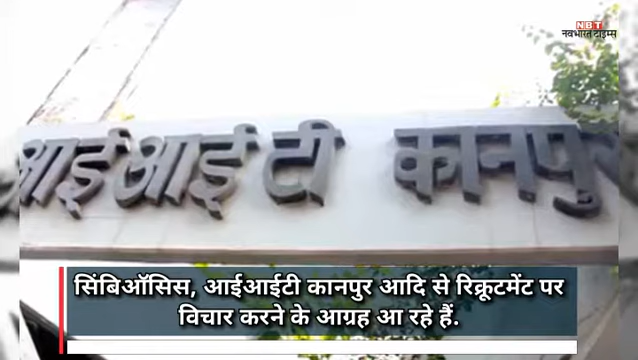 NBT
नवभारत टाइम्स
आईआईटी कानपुर
सिंबिऑसिस, आईआईटी कानपुर आदि से रिक्रूटमेंट पर
विचार करने के आग्रह आ रहे हैं.